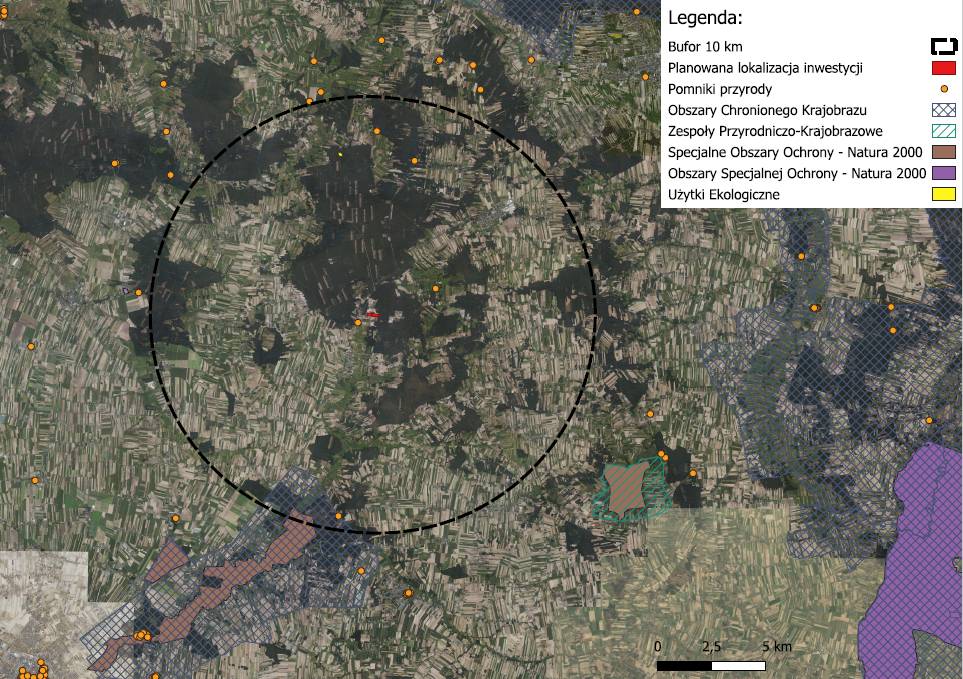 Legenda:
Bufor 10 km
Planowana lokalizacja inwestycji
Pomniki przyrody
Obszary Chronionego Krajobrazu
Zespoły Przyrodniczo-Krajobrazowe
Specjalne Obszary Ochrony - Natura 2000
Obszary Specjalnej Ochrony - Natura 2000
Użytki Ekologiczne
0 2,5 5 km